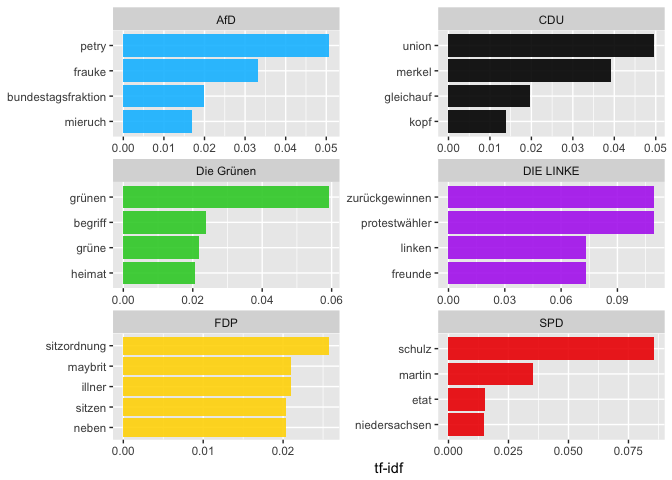 AfD
petry
frauke
bundestagsfraktion
mieruch
0.00 0.01 0.02 0.03 0.04 0.05
CDU
union
merkel
gleichauf
kopf
0.00 0.01 0.02 0.03 0.04 0.05
Die Grünen
grünen
begriff
grüne
heimat
0.00 0.02 0.04 0.06
DIE LINKE
zurückgewinnen
protestwähler
linken
freunde
0.00 0.03 0.06 0.09
FDP
sitzordnung
maybrit
illner
sitzen
neben
0.00 0.01 0.02
SPD
schulz
martin
etat
niedersachsen
0.000 0.025 0.050 0.075
tf-idf